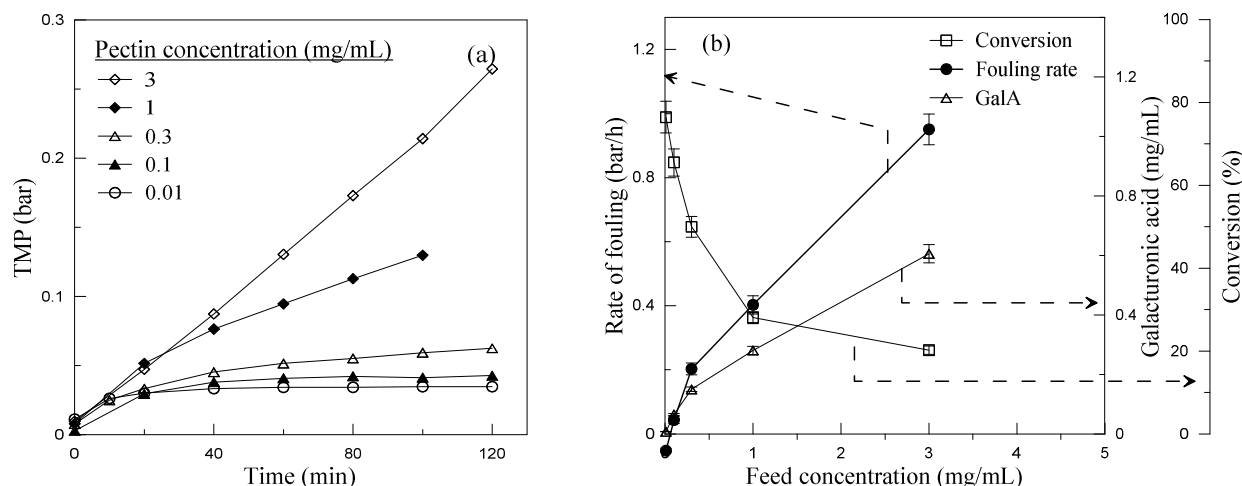 (a)
Pectin concentration (mg/mL)
3
1
0.3
0.1
0.01
TMP (bar)
0.3
0.2
0.1
0
0
40
80
120
Time (min)
(b)
Conversion
Fouling rate
GalA
Rate of fouling (bar/h)
1.2
0.8
0.4
0
1
2
3
4
5
Feed concentration (mg/mL)
Galacturonic acid (mg/mL)
1.2
0.8
0.4
0
Conversion (%)
100
80
60
40
20
0